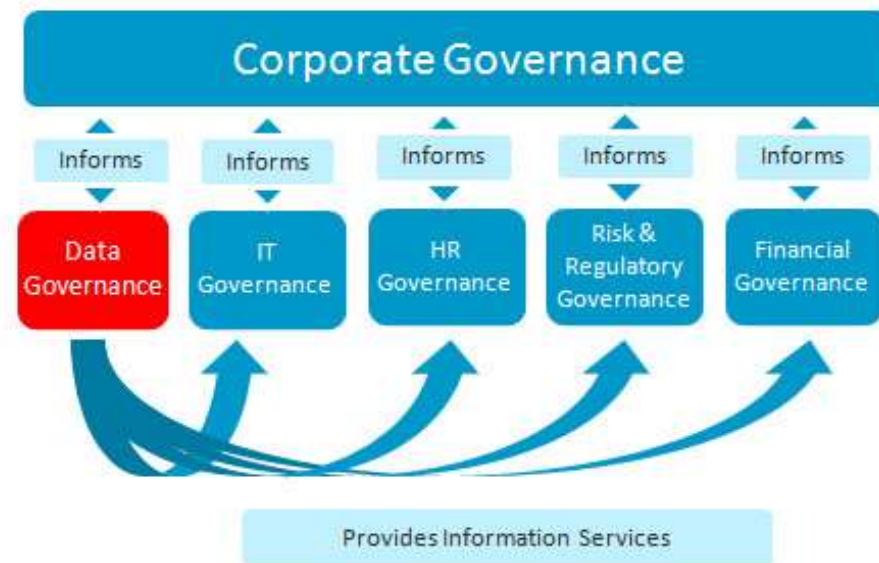 Corporate Governance
Informs
Informs
Informs
Informs
Informs
Data
Governance
IT
Governance
HR
Governance
Risk &
Regulatory
Governance
Financial
Governance
Provides Information Services